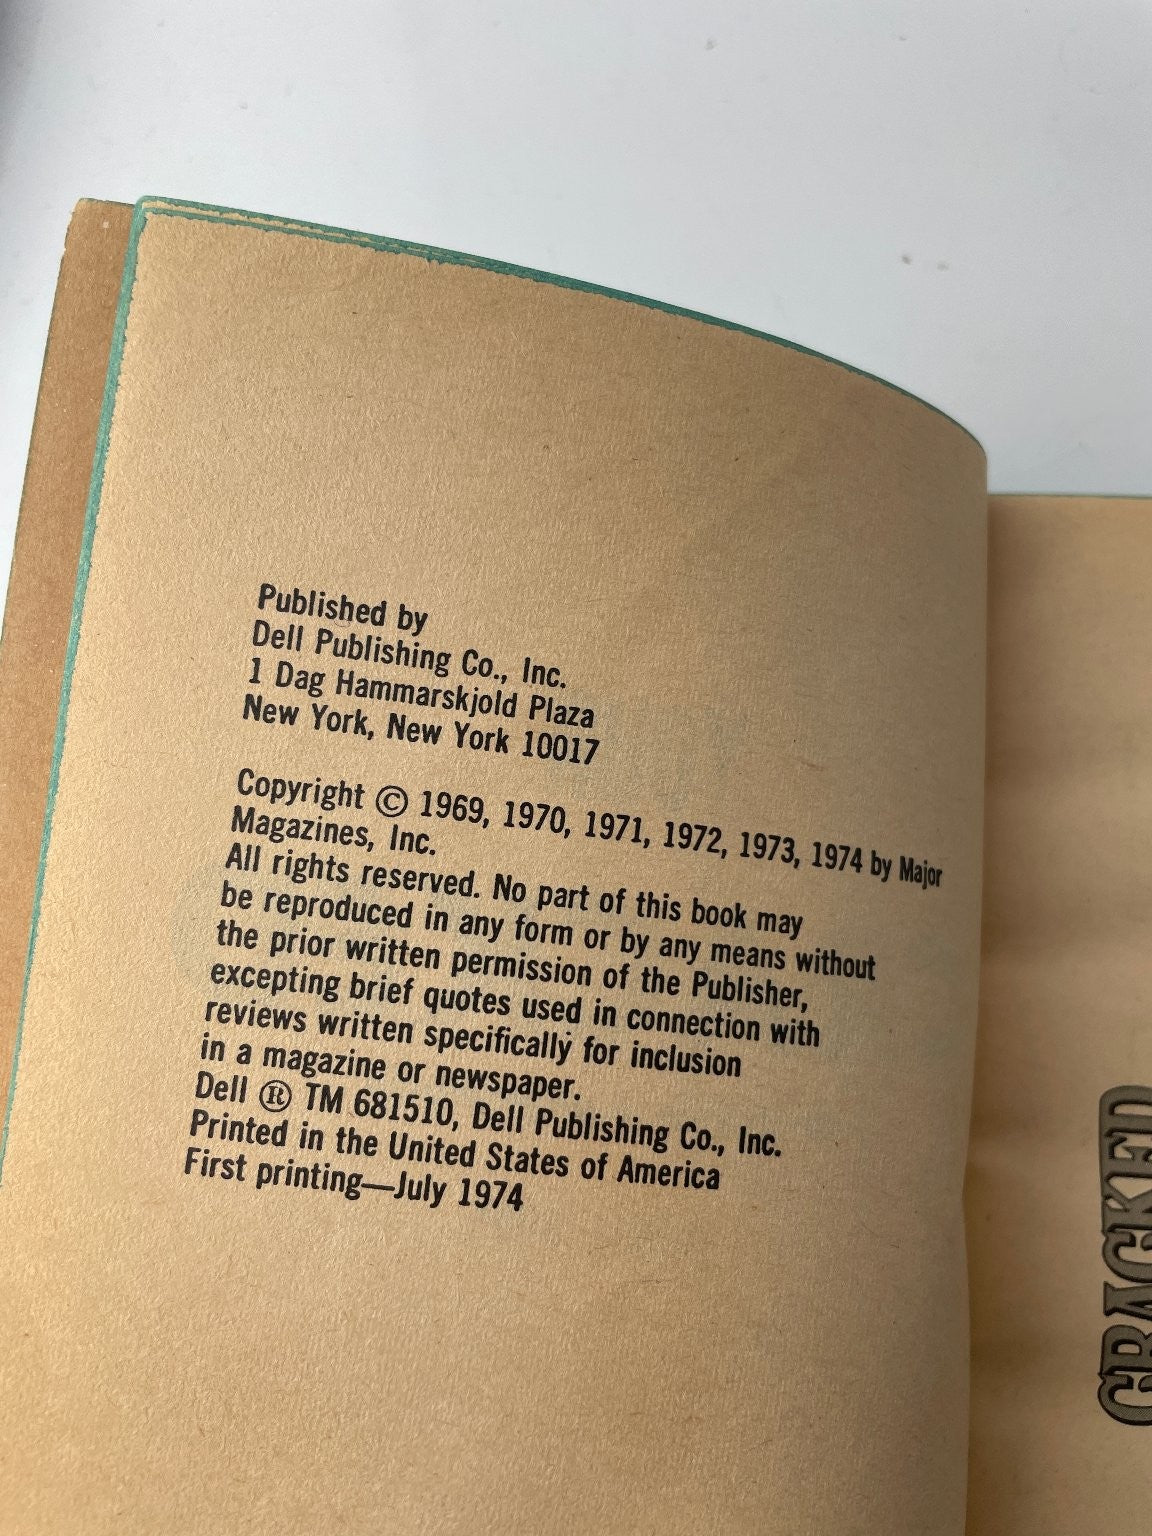 Published by
Dell Publishing Co., Inc.
1 Dag Hammarskjold Plaza
New York, New York 10017
Copyright © 1969, 1970, 1971, 1972, 1973, 1974 by Major
Magazines, Inc.
All rights reserved. No part of this book may
be reproduced in any form or by any means without
the prior written permission of the Publisher,
excepting brief quotes used in connection with
reviews written specifically for inclusion
in a magazine or newspaper.
Dell ® TM 681510, Dell Publishing Co., Inc.
Printed in the United States of America
First printing—July 1974
CRACKED